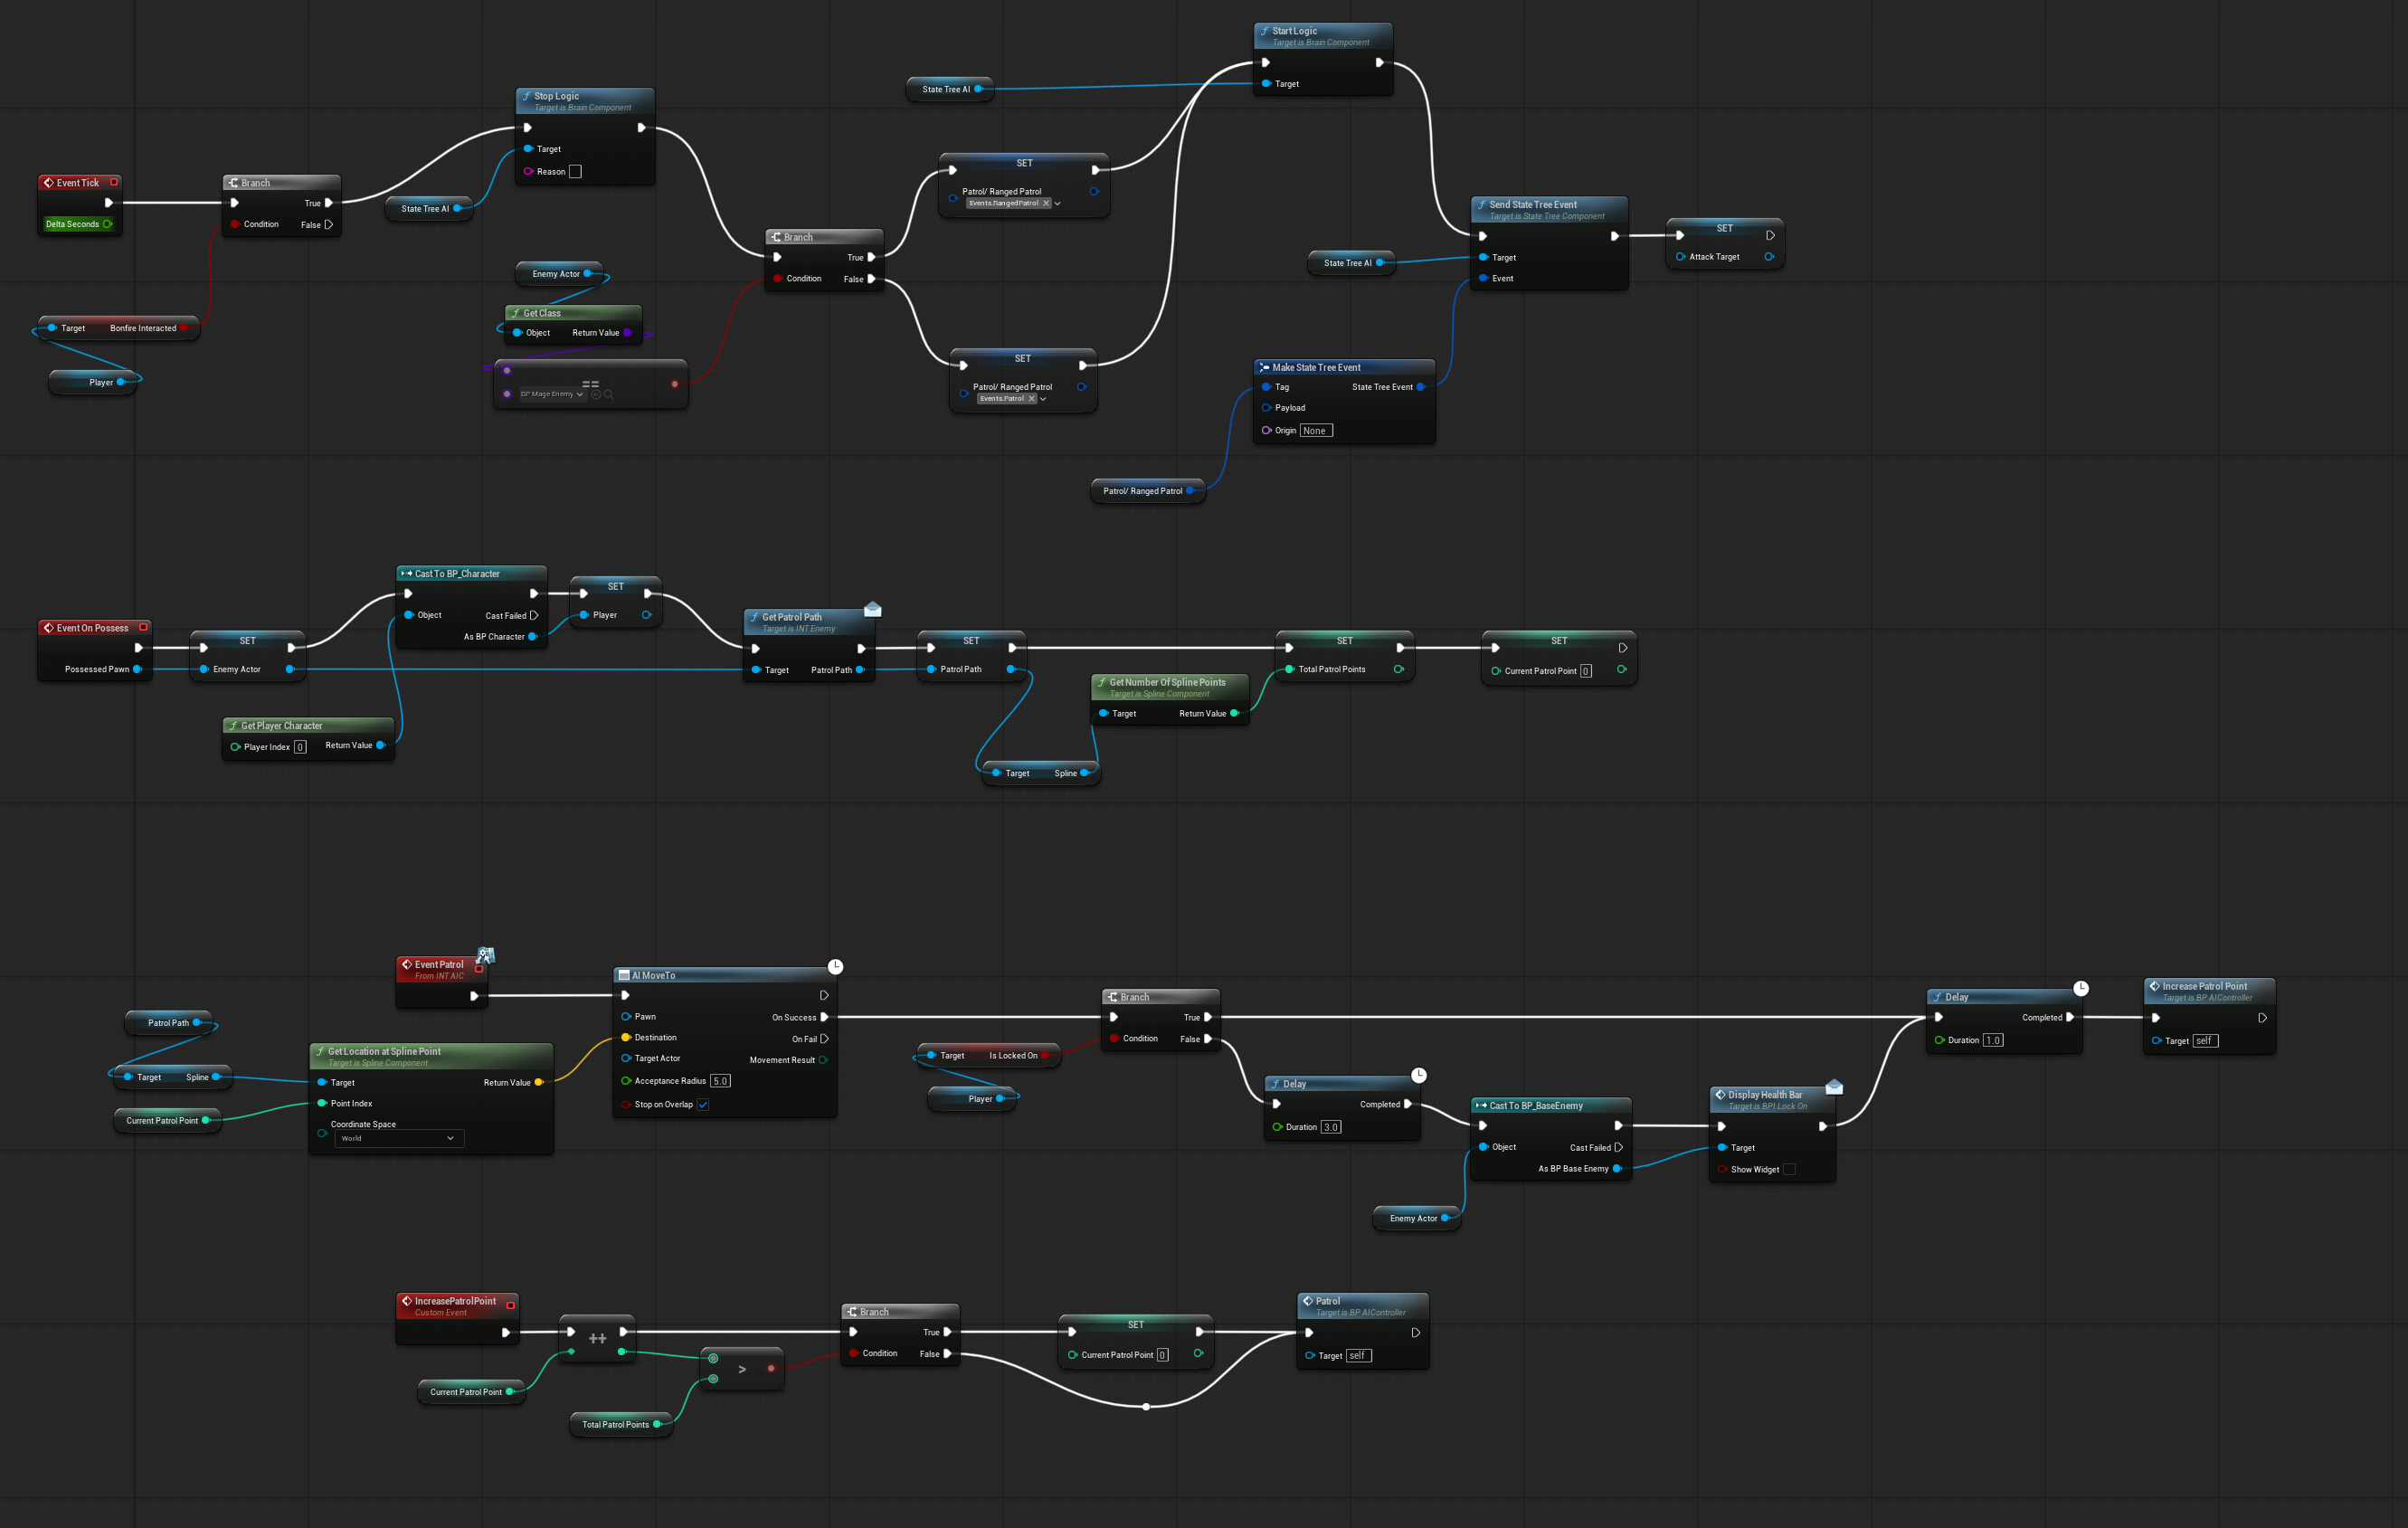 Start Logic
Target is Brain Component
Target
State Tree AI
Stop Logic
Target is Brain Component
Target
Reason
State Tree AI
Event Tick
Delta Seconds
Branch
True
Condition
False
Target
Bonfire Interacted
Player
Enemy Actor
Get Class
Object
Return Value
==
BP Mage Enemy
Branch
True
Condition
False
SET
Patrol/ Ranged Patrol
Events.RangedPatrol
SET
Patrol/ Ranged Patrol
Events.Patrol
Send State Tree Event
Target is State Tree Component
Target
Event
State Tree AI
SET
Attack Target
Make State Tree Event
Tag
State Tree Event
Payload
Origin
None
Patrol/ Ranged Patrol
Event On Possess
Possessed Pawn
SET
Enemy Actor
Cast To BP_Character
Object
Cast Failed
As BP Character
SET
Player
Get Player Character
Player Index
0
Return Value
Get Patrol Path
Target is INT Enemy
Target
Patrol Path
SET
Patrol Path
Get Number Of Spline Points
Target is Spline Component
Target
Return Value
Target
Spline
SET
Total Patrol Points
SET
Current Patrol Point
0
Event Patrol
From INT AIC
Patrol Path
Target
Spline
Current Patrol Point
Get Location at Spline Point
Target is Spline Component
Target
Return Value
Point Index
Coordinate Space
World
AI MoveTo
Pawn
On Success
Destination
On Fail
Target Actor
Movement Result
Acceptance Radius
5.0
Stop on Overlap
Target
Is Locked On
Player
Branch
True
Condition
False
Delay
Completed
Duration
3.0
Enemy Actor
Cast To BP_BaseEnemy
Object
Cast Failed
As BP Base Enemy
Display Health Bar
Target is BPI Lock On
Target
Show Widget
Delay
Completed
Duration
1.0
Increase Patrol Point
Target is BP AIController
Target
self
IncreasePatrolPoint
Custom Event
++
Current Patrol Point
>
Total Patrol Points
Branch
True
Condition
False
SET
Current Patrol Point
0
Patrol
Target is BP AIController
Target
self